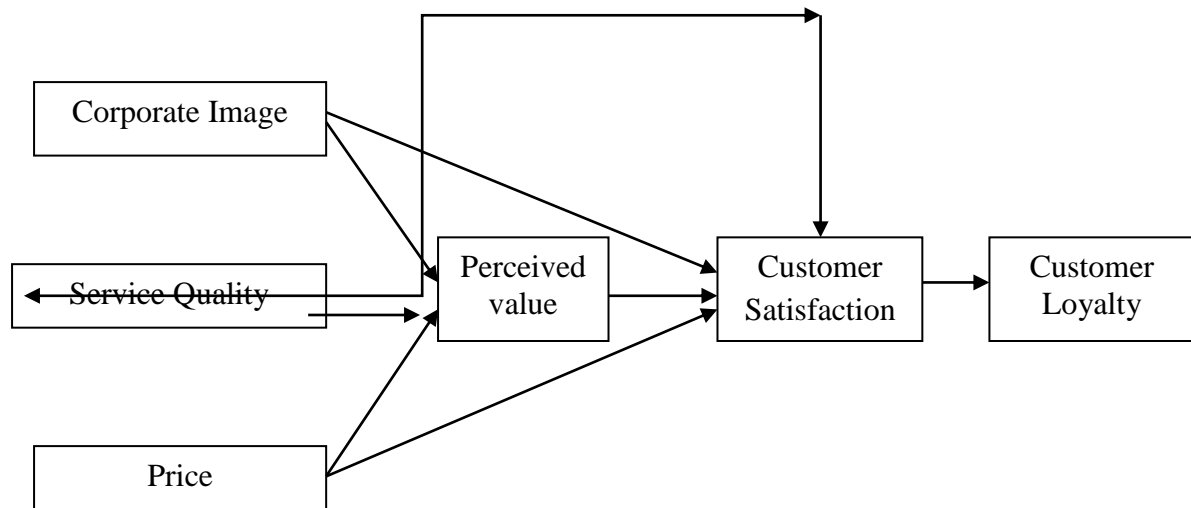 Corporate Image
Service Quality
Perceived
value
Customer
Satisfaction
Customer
Loyalty
Price